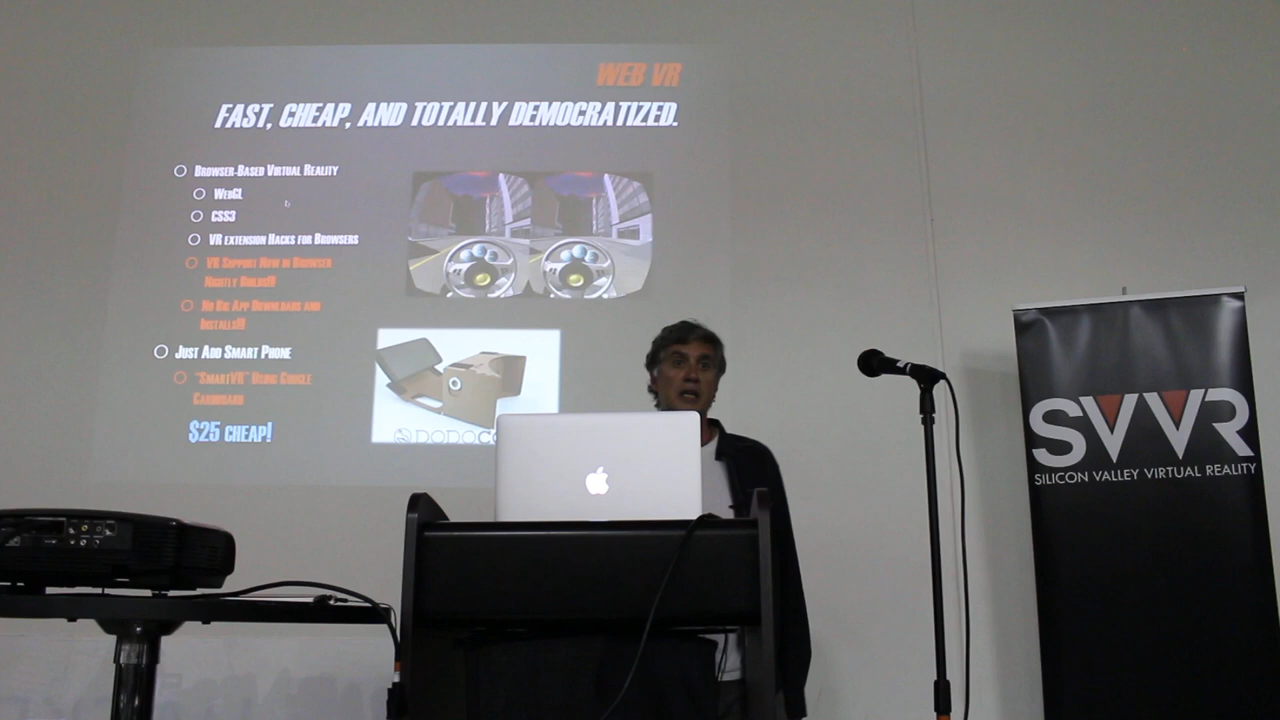 WEB VR
FAST, CHEAP, AND TOTALLY DEMOCRATIZED.
BROWSER-BASED VIRTUAL REALITY
WEBGL
CSS3
VR EXTENSION HACKS FOR BROWSERS
VR SUPPORT NOW IN BROWSER
NIGHTLY BUILDS!!!
NO BIG APP DOWNLOADS AND
INSTALLS!!!
JUST ADD SMART PHONE
"SMARTVR" USING GOOGLE
CARDBOARD
$25 CHEAP!
SVVR
SILICON VALLEY VIRTUAL REALITY